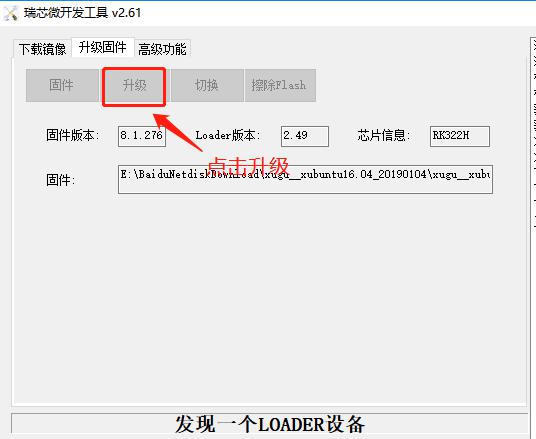 瑞芯微开发工具 v2.61
下载镜像 升级固件 高级功能
固件 升级 切换 擦除Flash
固件版本: 8.1.276 Loader版本: 2.49 芯片信息: RK322H
点击升级
固件: E:\BaiduNetdiskDownload\xugu__xubuntu16.04_20190104\xugu__xubu
发现一个LOADER设备